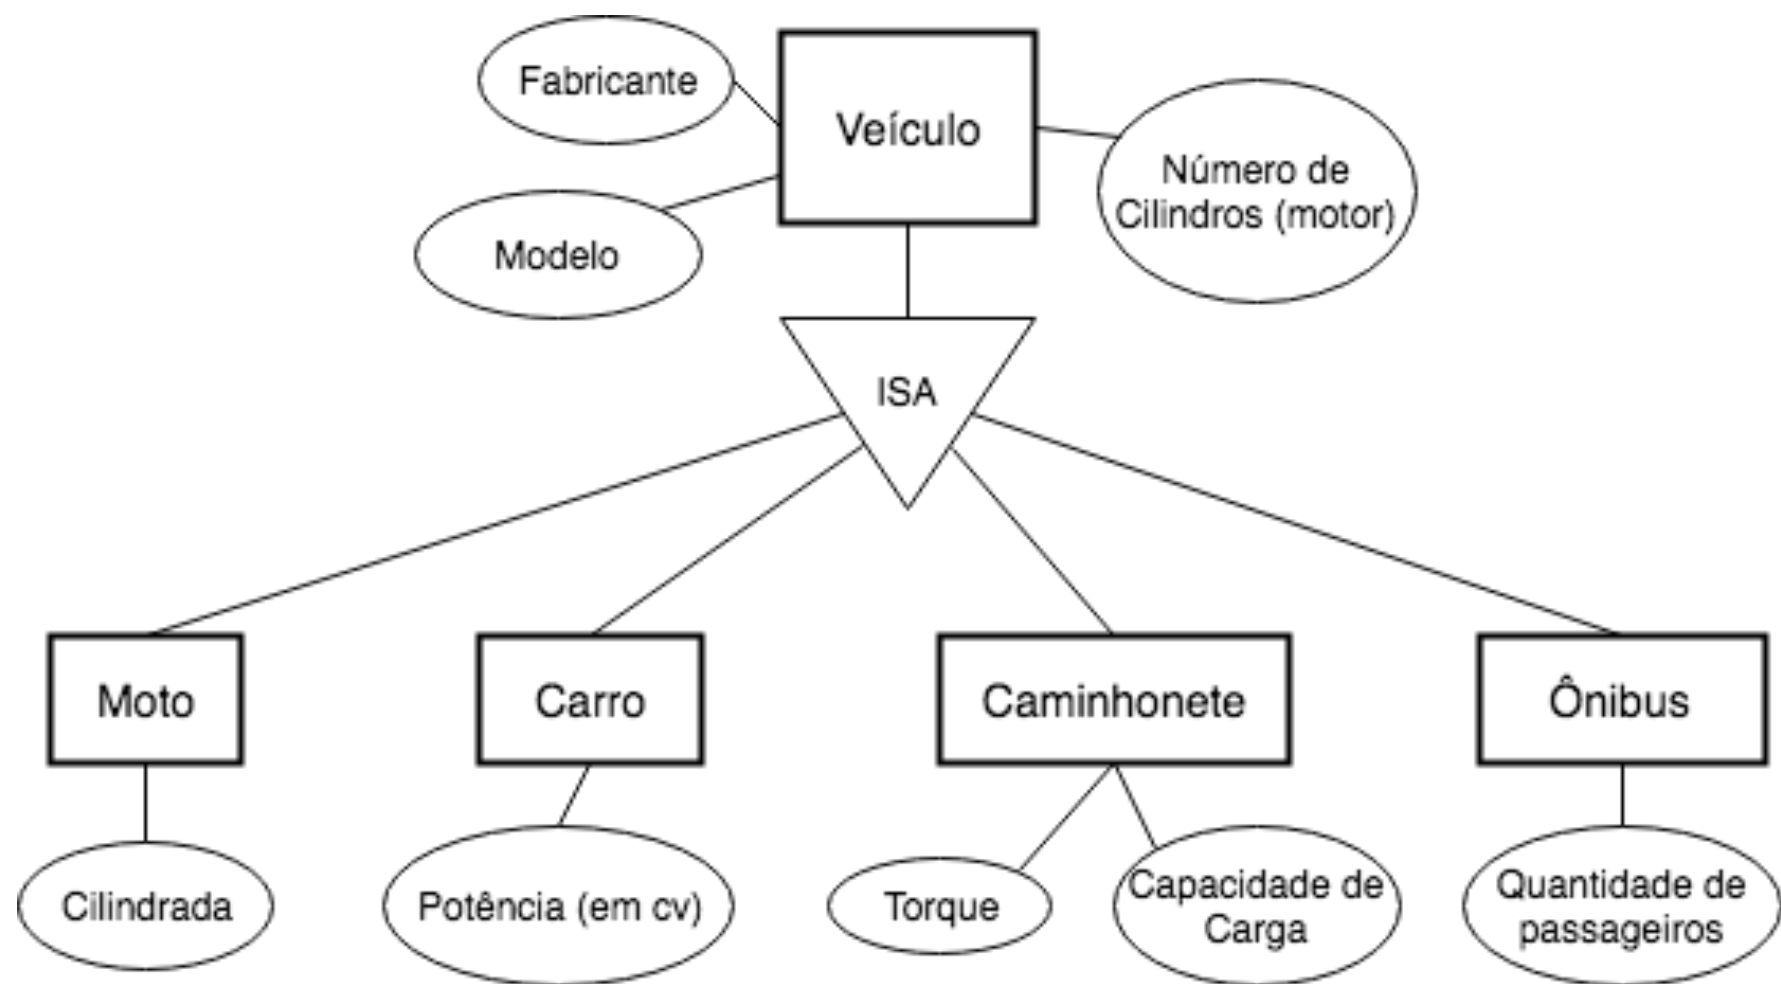 Fabricante
Veículo
Número de
Cilindros (motor)
Modelo
ISA
Moto
Carro
Caminhonete
Ônibus
Cilindrada
Potência (em cv)
Torque
Capacidade de
Carga
Quantidade de
passageiros